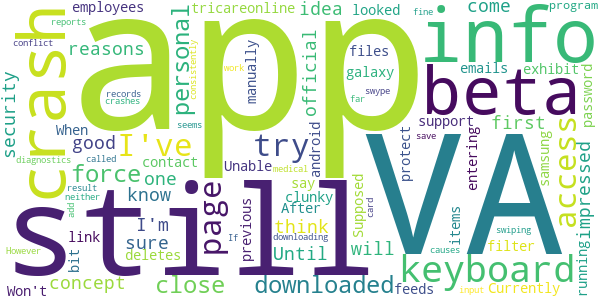 employees tricareonline idea looked come program
conflict reports reasons personal official files info exhibit fine
crash app manually galaxy emails
consistently work
security When records crashes swype far beta password
good I've try android support first
force contact Unable protect entering samsung access impressed
diagnostics called one say clunky
result neither know page After Supposed VA
still I'm think items
add link sure previous If medical card will save filter running
bit deletes Until downloading causes swiping
However concept close downloaded feeds keyboard
Won't input Currently